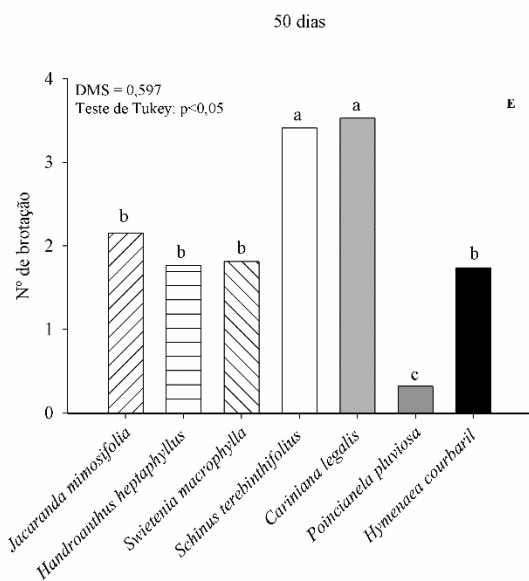 50 dias
DMS = 0,597
Teste de Tukey: p<0,05
E
Nº de brotação
4
3
2
1
0
b
b
b
a
a
c
b
Jacaranda mimosifolia
Handroanthus heptaphyllus
Swietenia macrophylla
Schinus terebinthifolius
Cariniana legalis
Poincianela pluviosa
Hymenaea courbaril